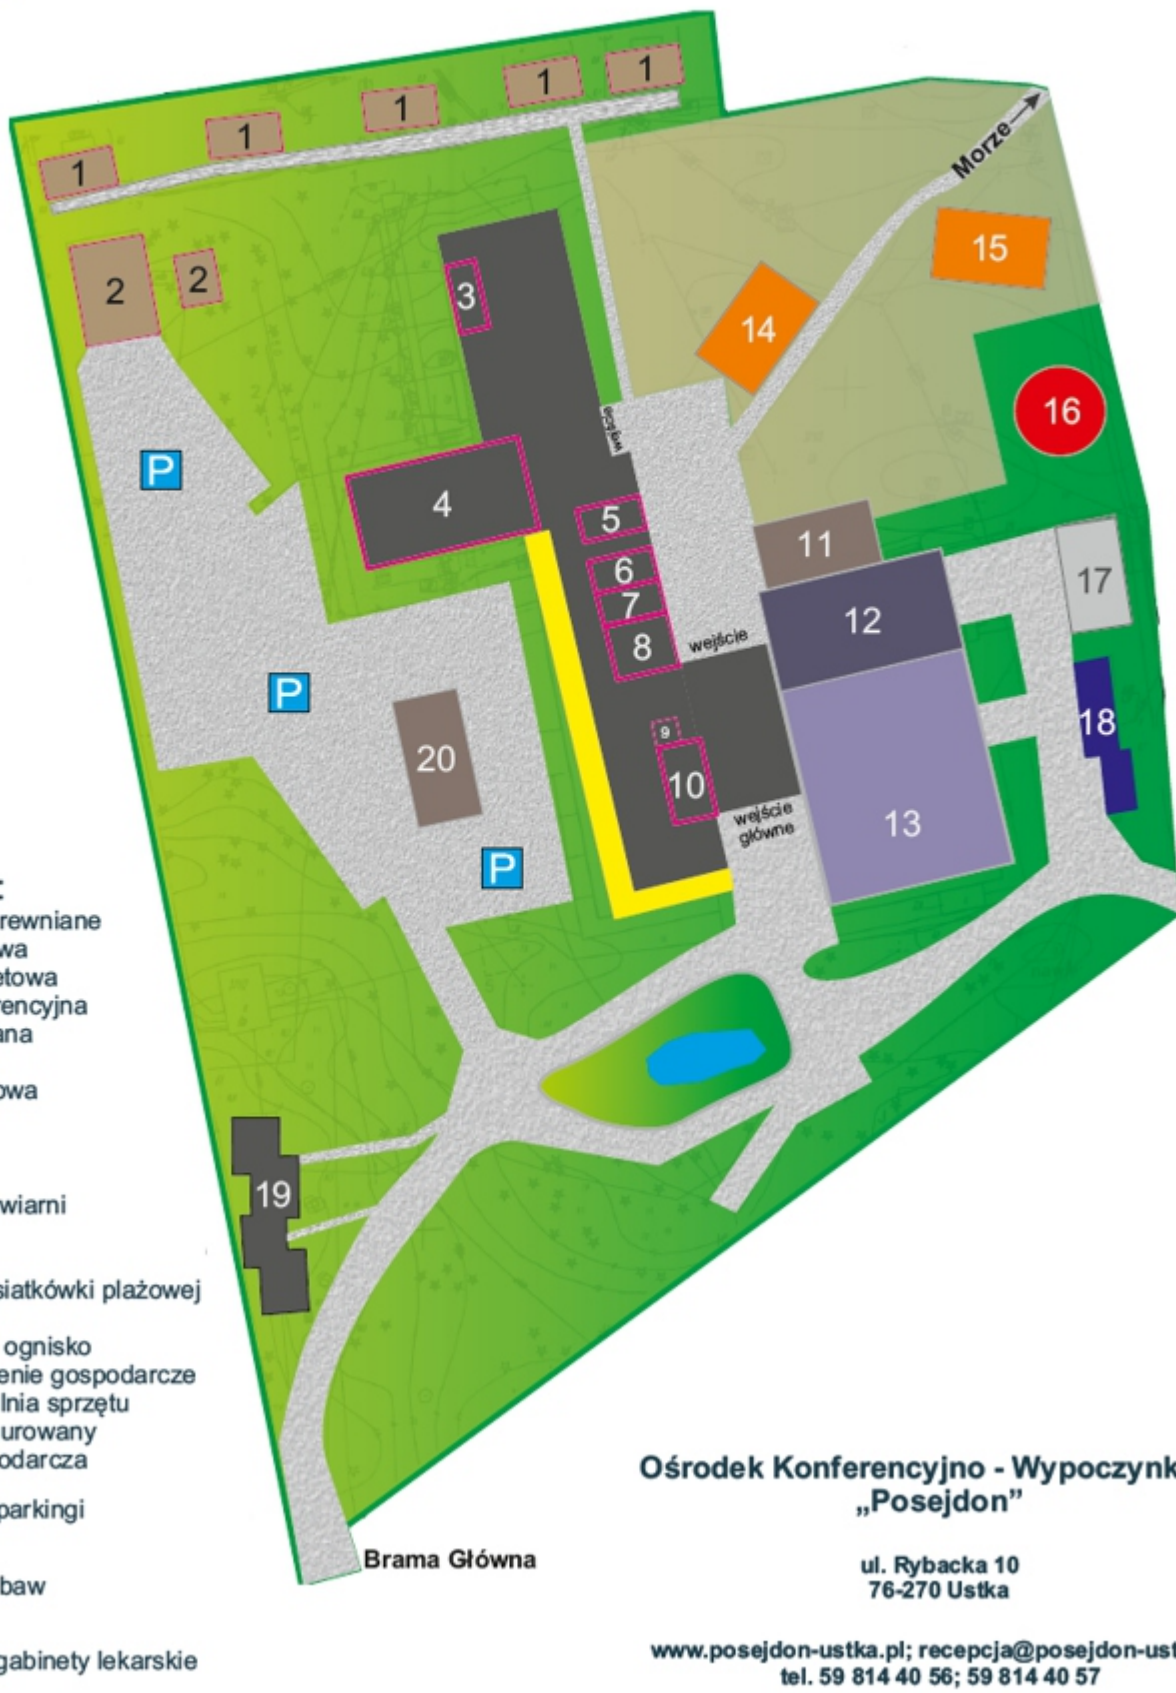 1
1
1
1
1
Morze
2
2
3
15
14
16
wejście
P
4
5
6
7
8
11
12
17
wejście
P
18
9
10
20
13
wejście
główne
P
:
rewniane
wa
etowa
encyjna
ana
owa
wiarni
siatkówki plażowej
ognisko
enie gospodarcze
lnia sprzętu
urowany
odarcza
parkingi
baw
gabinety lekarskie
19
Brama Główna
Ośrodek Konferencyjno - Wypoczynk
„Posejdon”
ul. Rybacka 10
76-270 Ustka
www.posejdon-ustka.pl; recepcja@posejdon-ust
tel. 59 814 40 56; 59 814 40 57